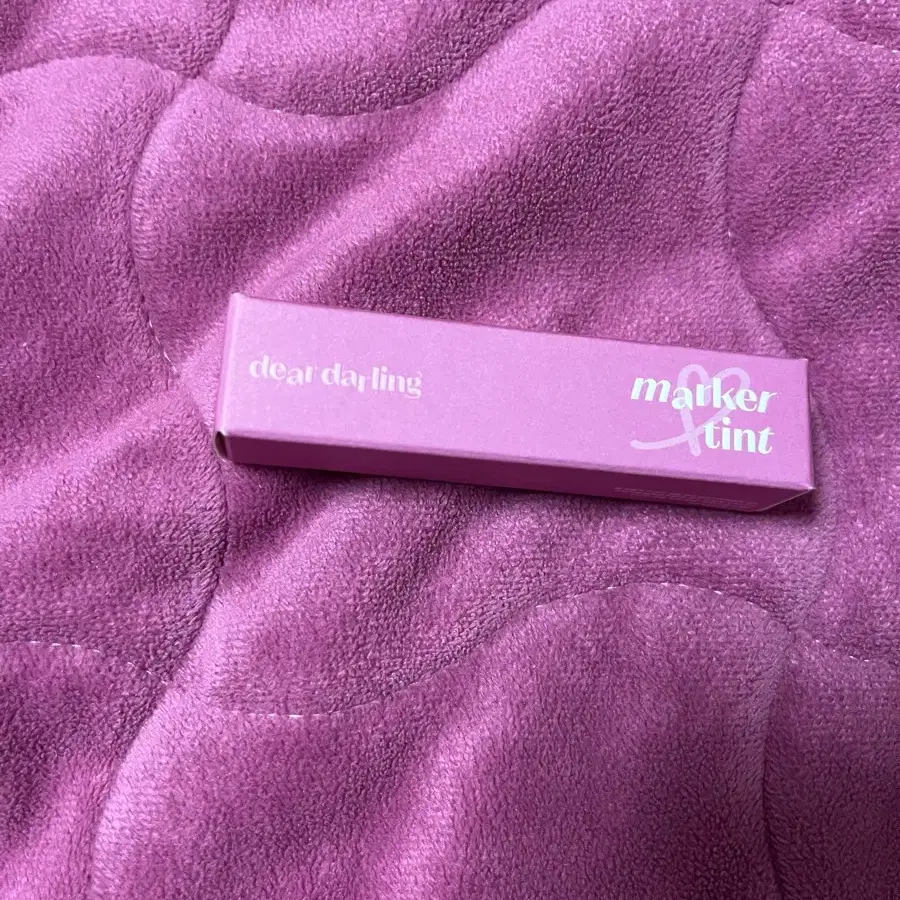 dear darling
marker
tint